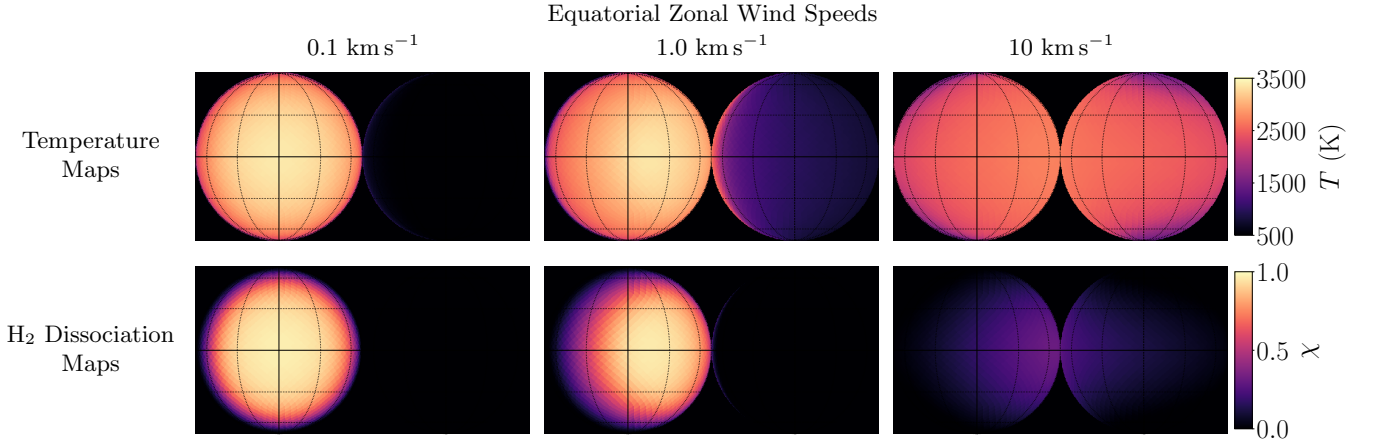 Equatorial Zonal Wind Speeds
0.1 km s⁻¹ 1.0 km s⁻¹ 10 km s⁻¹
Temperature
Maps
3500
2500
1500
500
T (K)
H₂ Dissociation
Maps
1.0
0.5
0.0
χ